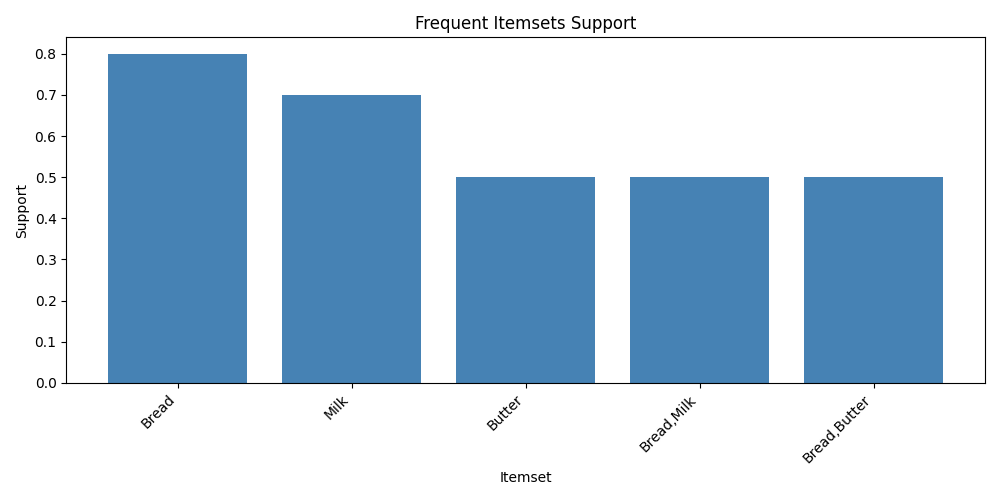 Frequent Itemsets Support
Support
0.8
0.7
0.6
0.5
0.4
0.3
0.2
0.1
0.0
Bread
Milk
Butter
Bread,Milk
Bread,Butter
Itemset